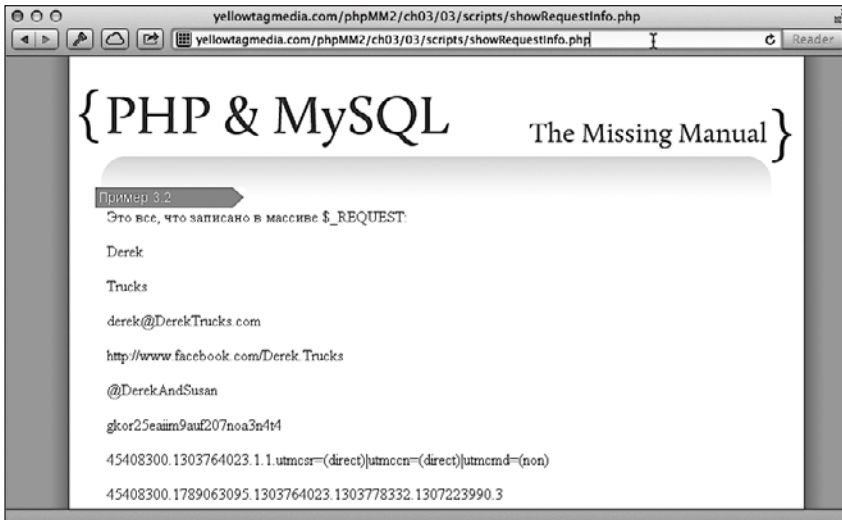 yellowtagmedia.com/phpMM2/ch03/03/scripts/showRequestInfo.php
yellowtagmedia.com/phpMM2/ch03/03/scripts/showRequestInfo.php
Reader
{PHP & MySQL
The Missing Manual}
Пример 3.2
Это все, что записано в массиве $_REQUEST:
Derek
Trucks
derek@DerekTrucks.com
http://www.facebook.com/Derek.Trucks
@DerekAndSusan
gkor25eaiim9auf207noa3n4t4
45408300.1303764023.1.1.utmcsr=(direct)|utmccn=(direct)|utmcmd=(non)
45408300.1789063095.1303764023.1303778332.1307223990.3